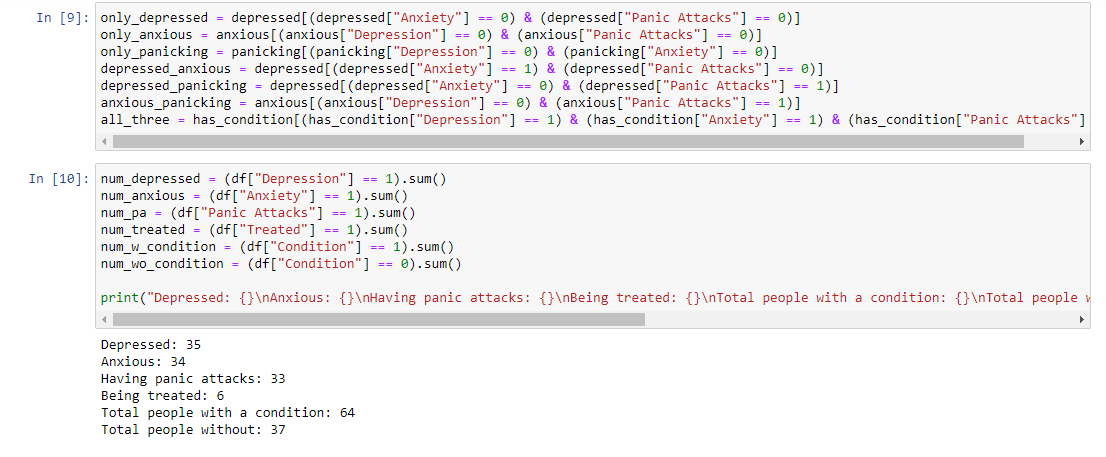 In [9]: only_depressed = depressed[(depressed["Anxiety"] == 0) & (depressed["Panic Attacks"] == 0)]
only_anxious = anxious[(anxious["Depression"] == 0) & (anxious["Panic Attacks"] == 0)]
only_panicking = panicking[(panicking["Depression"] == 0) & (panicking["Anxiety"] == 0)]
depressed_anxious = depressed[(depressed["Anxiety"] == 1) & (depressed["Panic Attacks"] == 0)]
depressed_panicking = depressed[(depressed["Anxiety"] == 0) & (depressed["Panic Attacks"] == 1)]
anxious_panicking = anxious[(anxious["Depression"] == 0) & (anxious["Panic Attacks"] == 1)]
all_three = has_condition[(has_condition["Depression"] == 1) & (has_condition["Anxiety"] == 1) & (has_condition["Panic Attacks"]
In [10]: num_depressed = (df["Depression"] == 1).sum()
num_anxious = (df["Anxiety"] == 1).sum()
num_pa = (df["Panic Attacks"] == 1).sum()
num_treated = (df["Treated"] == 1).sum()
num_w_condition = (df["Condition"] == 1).sum()
num_wo_condition = (df["Condition"] == 0).sum()
print("Depressed: {}\nAnxious: {}\nHaving panic attacks: {}\nBeing treated: {}\nTotal people with a condition: {}\nTotal people
Depressed: 35
Anxious: 34
Having panic attacks: 33
Being treated: 6
Total people with a condition: 64
Total people without: 37